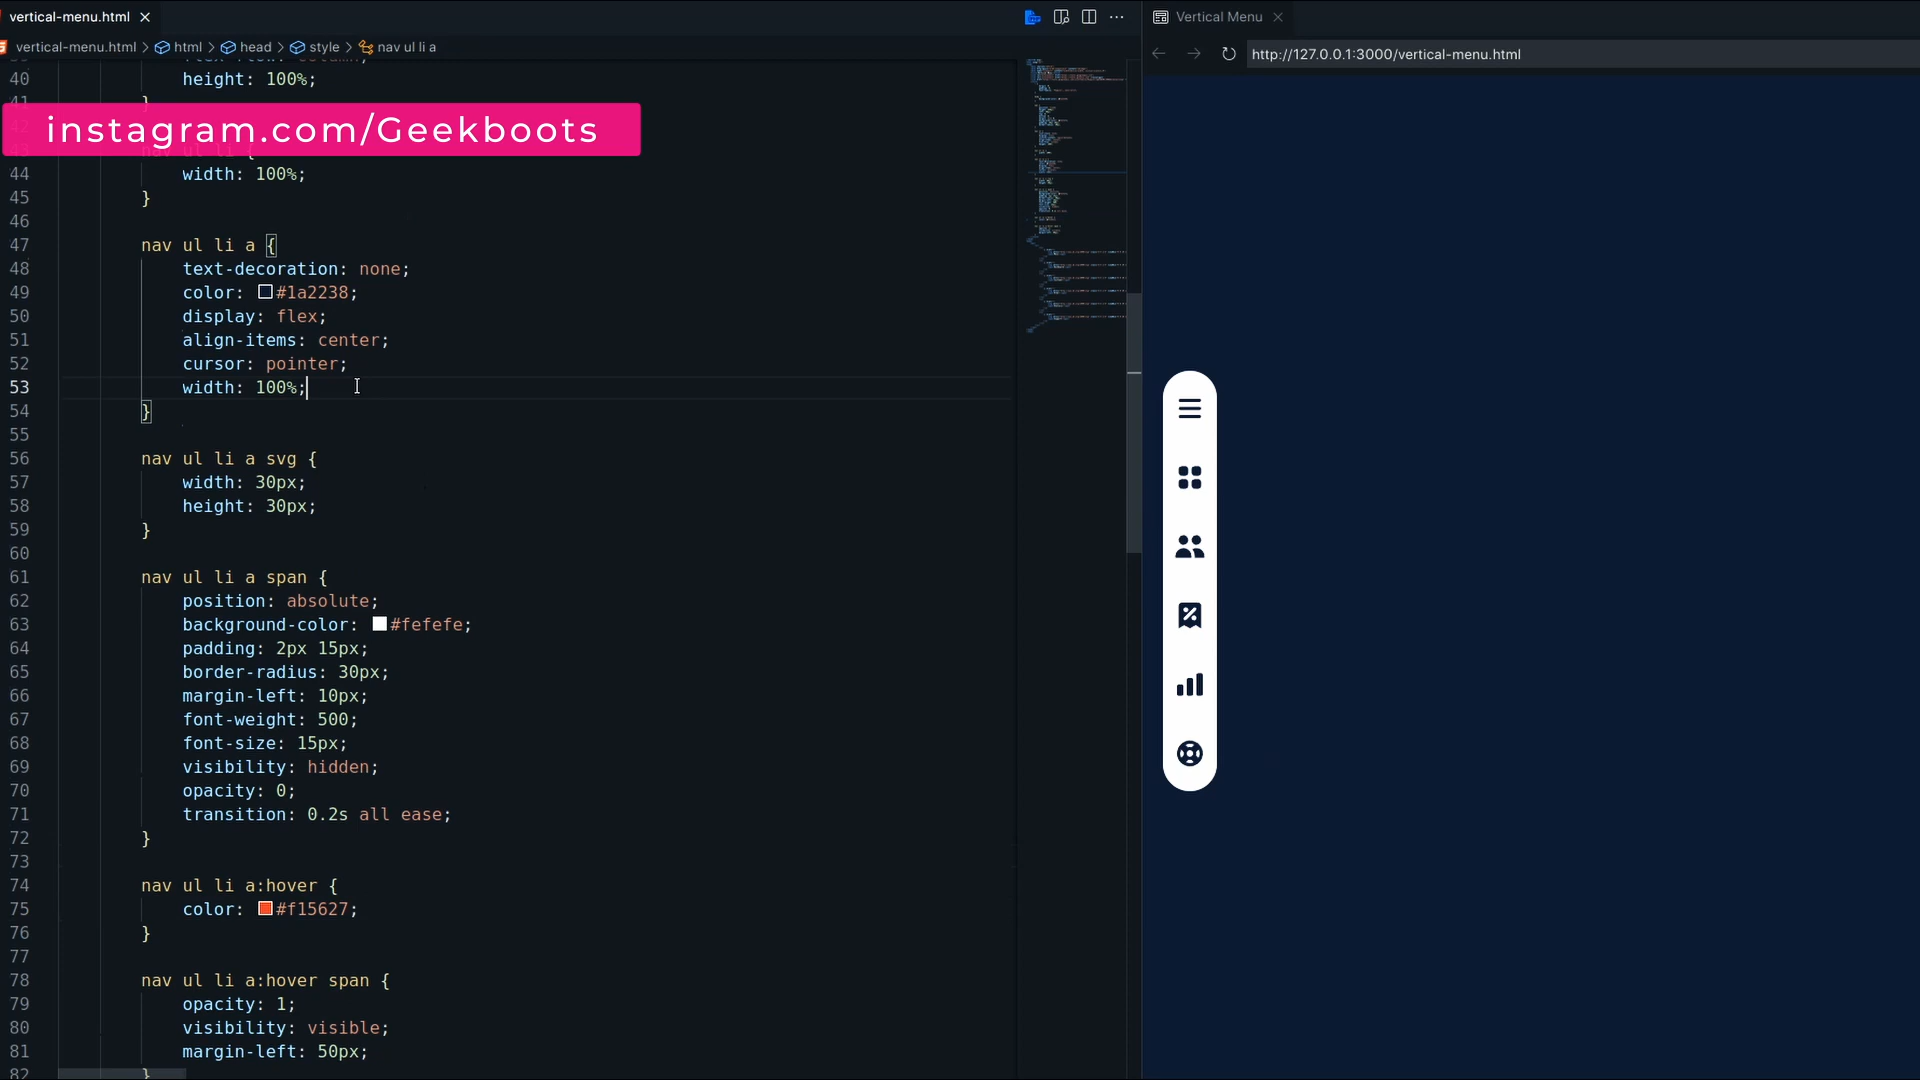 vertical-menu.html
Vertical Menu
vertical-menu.html > html > head > style > nav ul li a
http://127.0.0.1:3000/vertical-menu.html
40 height: 100%;
41 }
instagram.com/Geekboots
44 width: 100%;
45 }
46
47 nav ul li a {
48 text-decoration: none;
49 color: #1a2238;
50 display: flex;
51 align-items: center;
52 cursor: pointer;
53 width: 100%;
54 }
55
56 nav ul li a svg {
57 width: 30px;
58 height: 30px;
59 }
60
61 nav ul li a span {
62 position: absolute;
63 background-color: #fefefe;
64 padding: 2px 15px;
65 border-radius: 30px;
66 margin-left: 10px;
67 font-weight: 500;
68 font-size: 15px;
69 visibility: hidden;
70 opacity: 0;
71 transition: 0.2s all ease;
72 }
73
74 nav ul li a:hover {
75 color: #f15627;
76 }
77
78 nav ul li a:hover span {
79 opacity: 1;
80 visibility: visible;
81 margin-left: 50px;
82 }